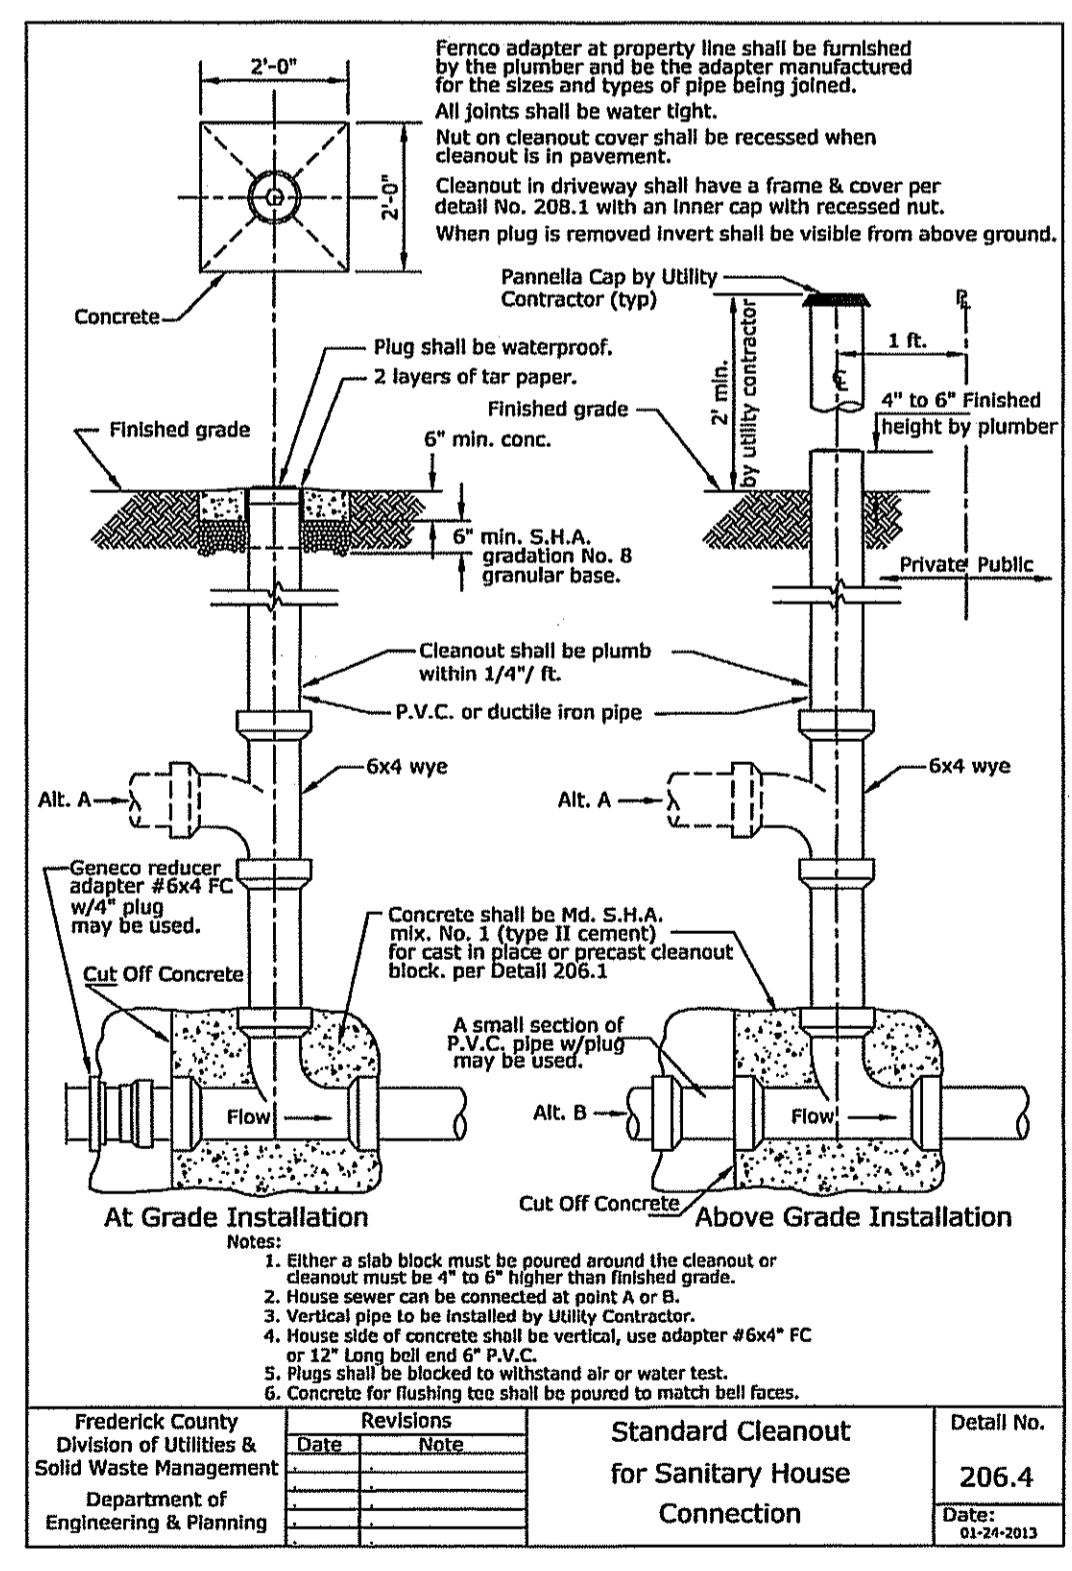 Fernco adapter at property line shall be furnished
by the plumber and be the adapter manufactured
for the sizes and types of pipe being joined.
All joints shall be water tight.
Nut on cleanout cover shall be recessed when
cleanout is in pavement.
Cleanout in driveway shall have a frame & cover per
detail No. 208.1 with an inner cap with recessed nut.
When plug is removed invert shall be visible from above ground.
2'-0"
2'-0"
Concrete
Pannella Cap by Utility
Contractor (typ)
Plug shall be waterproof.
2 layers of tar paper.
Finished grade
Finished grade
6" min. conc.
6" min. S.H.A.
gradation No. 8
granular base.
2' min.
by utility contractor
1 ft.
PL
CL
4" to 6" Finished
height by plumber
Private Public
Cleanout shall be plumb
within 1/4"/ ft.
P.V.C. or ductile iron pipe
6x4 wye
6x4 wye
Alt. A
Alt. A
Geneco reducer
adapter #6x4 FC
w/4" plug
may be used.
Cut Off Concrete
Concrete shall be Md. S.H.A.
mix. No. 1 (type II cement)
for cast in place or precast cleanout
block. per Detail 206.1
A small section of
P.V.C. pipe w/plug
may be used.
Alt. B
Flow
Flow
Cut Off Concrete
At Grade Installation
Above Grade Installation
Notes:
1. Either a slab block must be poured around the cleanout or
cleanout must be 4" to 6" higher than finished grade.
2. House sewer can be connected at point A or B.
3. Vertical pipe to be installed by Utility Contractor.
4. House side of concrete shall be vertical, use adapter #6x4" FC
or 12" Long bell end 6" P.V.C.
5. Plugs shall be blocked to withstand air or water test.
6. Concrete for flushing tee shall be poured to match bell faces.
Frederick County
Division of Utilities &
Solid Waste Management
Department of
Engineering & Planning
Revisions
Date Note
Standard Cleanout
for Sanitary House
Connection
Detail No.
206.4
Date:
01-24-2013